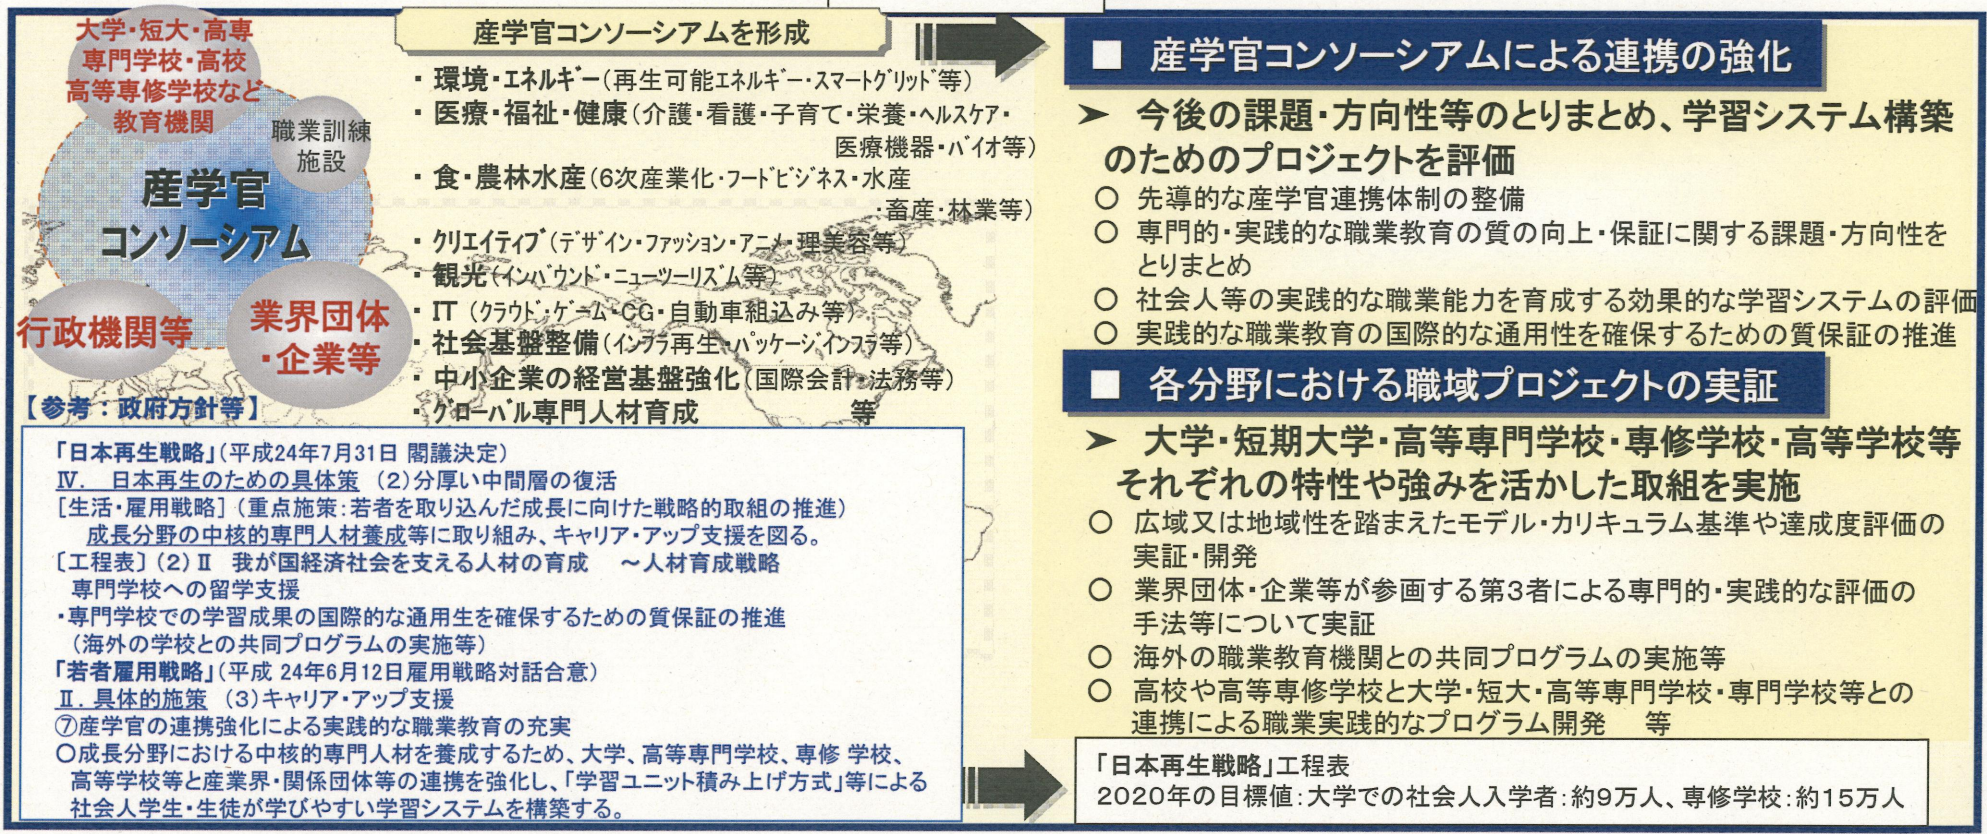 大学・短大・高専
専門学校・高校
高等専修学校など
教育機関
職業訓練
施設
産学官
コンソーシアム
行政機関等
業界団体
・企業等
産学官コンソーシアムを形成
・環境・エネルギー(再生可能エネルギー・スマートグリッド等)
・医療・福祉・健康(介護・看護・子育て・栄養・ヘルスケア・
医療機器・バイオ等)
・食・農林水産(6次産業化・フードビジネス・水産
・畜産・林業等)
・クリエイティブ(デザイン・ファッション・アニメ・理美容等)
・観光(インバウンド・ニューツーリズム等)
・IT (クラウド・ゲーム・CG・自動車組込み等)
・社会基盤整備(インフラ再生・パッケージインフラ等)
・中小企業の経営基盤強化(国際会計・法務等)
・グローバル専門人材育成 等
【参考：政府方針等】
「日本再生戦略」(平成24年7月31日 閣議決定)
Ⅳ. 日本再生のための具体策 (2)分厚い中間層の復活
[生活・雇用戦略] (重点施策:若者を取り込んだ成長に向けた戦略的取組の推進)
成長分野の中核的専門人材養成等に取り組み、キャリア・アップ支援を図る。
〔工程表〕(2)Ⅱ 我が国経済社会を支える人材の育成 ～人材育成戦略
専門学校への留学支援
・専門学校での学習成果の国際的な通用生を確保するための質保証の推進
(海外の学校との共同プログラムの実施等)
「若者雇用戦略」(平成 24年6月12日雇用戦略対話合意)
Ⅱ. 具体的施策 (3)キャリア・アップ支援
⑦産学官の連携強化による実践的な職業教育の充実
○成長分野における中核的専門人材を養成するため、大学、高等専門学校、専修 学校、
高等学校等と産業界・関係団体等の連携を強化し、「学習ユニット積み上げ方式」等による
社会人学生・生徒が学びやすい学習システムを構築する。
■ 産学官コンソーシアムによる連携の強化
➤ 今後の課題・方向性等のとりまとめ、学習システム構築
のためのプロジェクトを評価
○ 先導的な産学官連携体制の整備
○ 専門的・実践的な職業教育の質の向上・保証に関する課題・方向性を
とりまとめ
○ 社会人等の実践的な職業能力を育成する効果的な学習システムの評価
○ 実践的な職業教育の国際的な通用性を確保するための質保証の推進
■ 各分野における職域プロジェクトの実証
➤ 大学・短期大学・高等専門学校・専修学校・高等学校等
それぞれの特性や強みを活かした取組を実施
○ 広域又は地域性を踏まえたモデル・カリキュラム基準や達成度評価の
実証・開発
○ 業界団体・企業等が参画する第3者による専門的・実践的な評価の
手法等について実証
○ 海外の職業教育機関との共同プログラムの実施等
○ 高校や高等専修学校と大学・短大・高等専門学校・専門学校等との
連携による職業実践的なプログラム開発 等
「日本再生戦略」工程表
2020年の目標値:大学での社会人入学者:約9万人、専修学校:約15万人